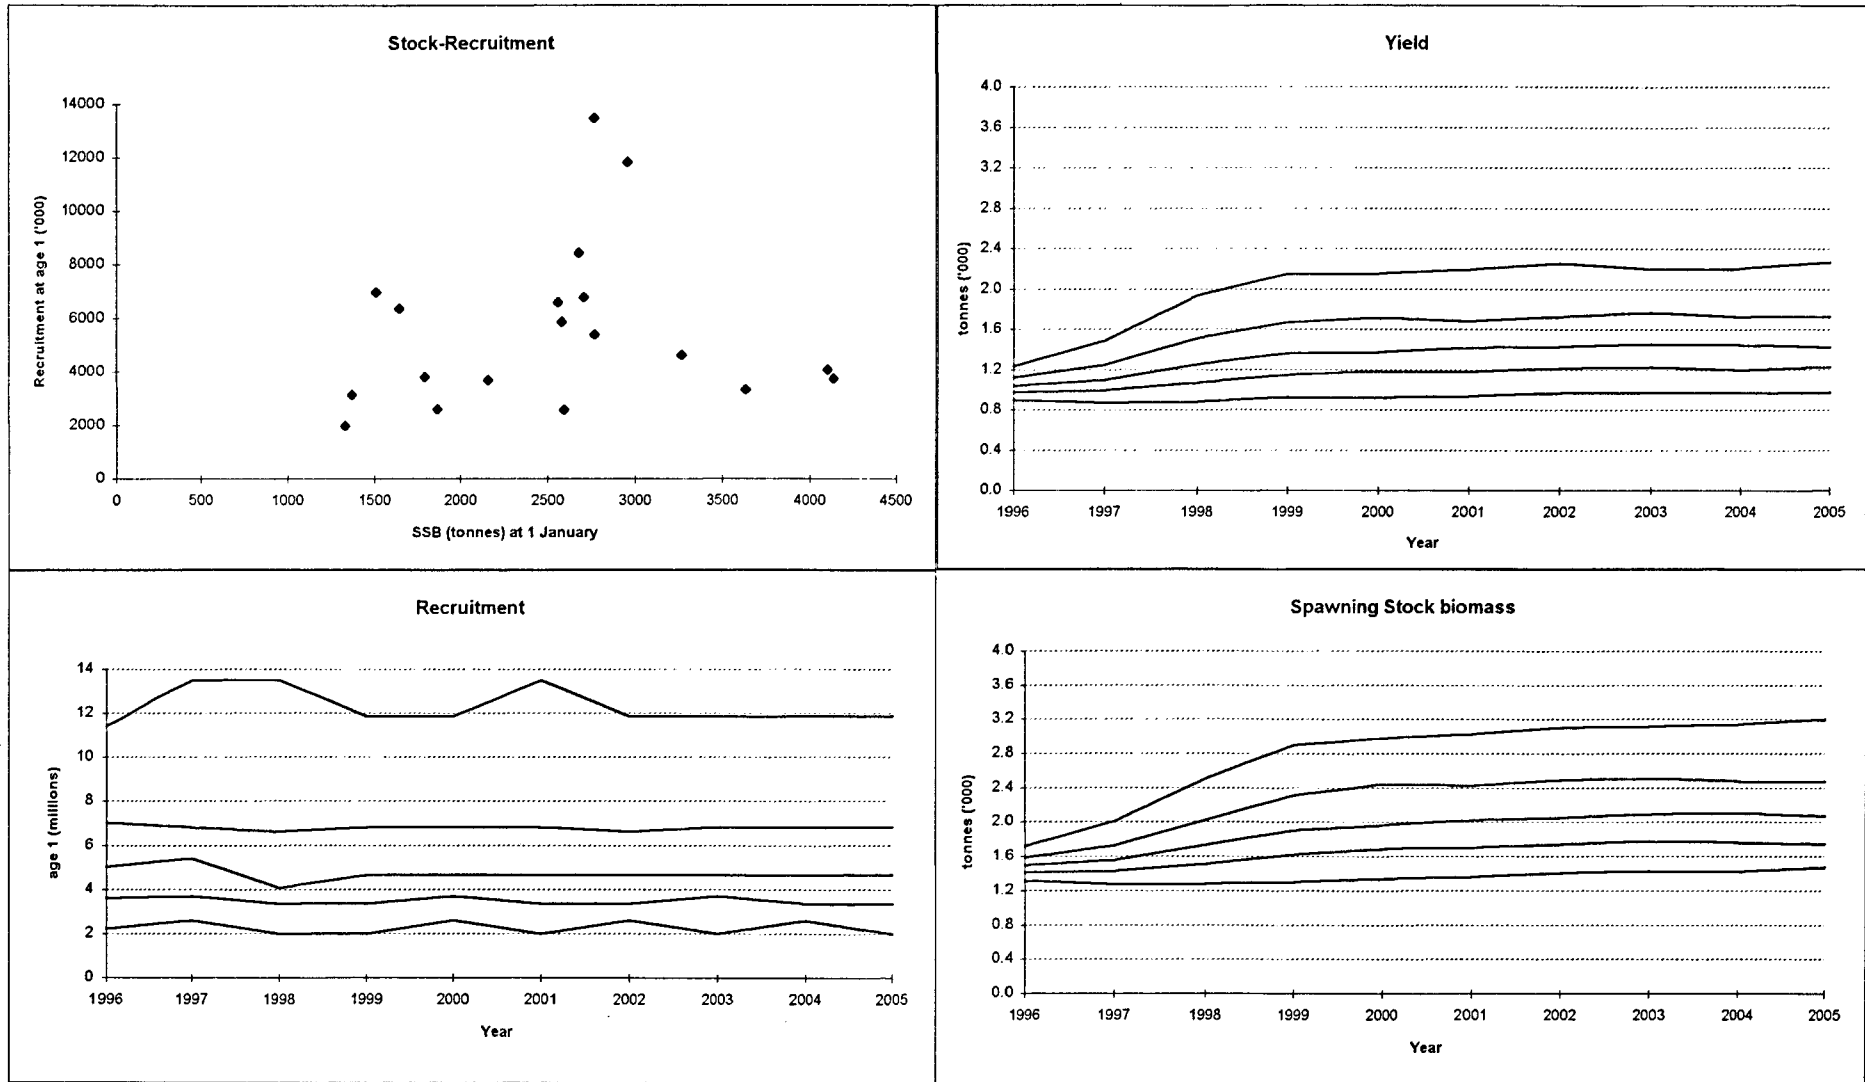 Stock-Recruitment
14000
12000
10000
8000
6000
4000
2000
0
Recruitment at age 1 ('000)
0 500 1000 1500 2000 2500 3000 3500 4000 4500
SSB (tonnes) at 1 January
Yield
4.0
3.6
3.2
2.8
2.4
2.0
1.6
1.2
0.8
0.4
0.0
tonnes ('000)
1996 1997 1998 1999 2000 2001 2002 2003 2004 2005
Year
Recruitment
14
12
10
8
6
4
2
0
age 1 (millions)
1996 1997 1998 1999 2000 2001 2002 2003 2004 2005
Year
Spawning Stock biomass
4.0
3.6
3.2
2.8
2.4
2.0
1.6
1.2
0.8
0.4
0.0
tonnes ('000)
1996 1997 1998 1999 2000 2001 2002 2003 2004 2005
Year